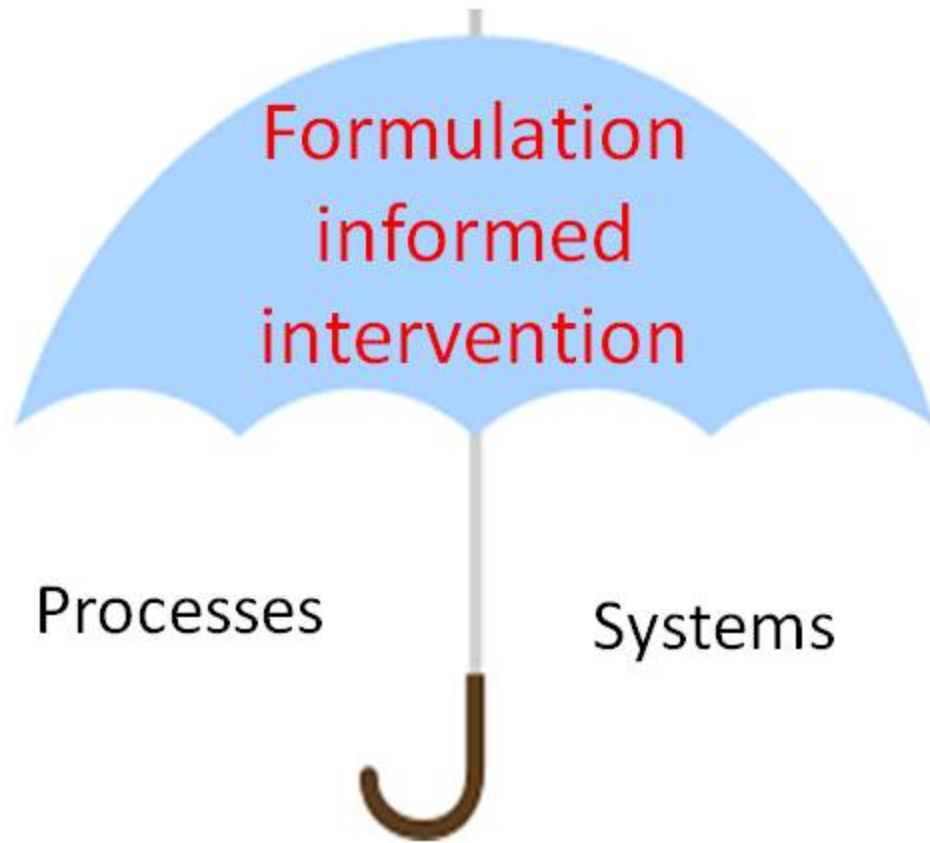 Formulation
informed
intervention
Processes
Systems